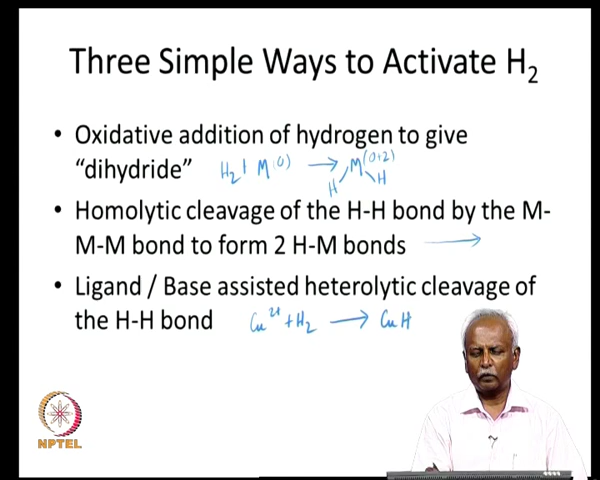 Three Simple Ways to Activate H₂
• Oxidative addition of hydrogen to give
“dihydride” H₂ + M(0) → M(0+2) H H
• Homolytic cleavage of the H-H bond by the M-
M-M bond to form 2 H-M bonds →
• Ligand / Base assisted heterolytic cleavage of
the H-H bond Cu²⁺ + H₂ → CuH
NPTEL